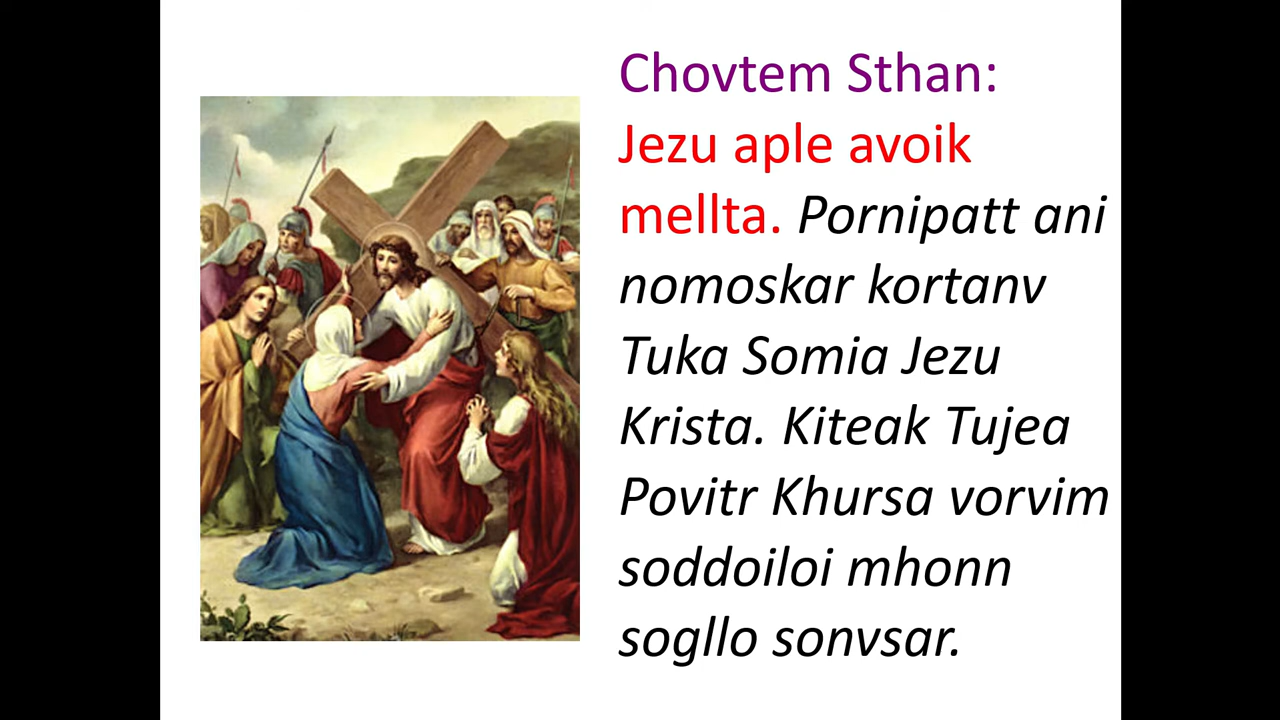 Chovtem Sthan:
Jezu aple avoik
mellta. Pornipatt ani
nomoskar kortanv
Tuka Somia Jezu
Krista. Kiteak Tujea
Povitr Khursa vorvim
soddoiloi mhonn
sogllo sonvsar.